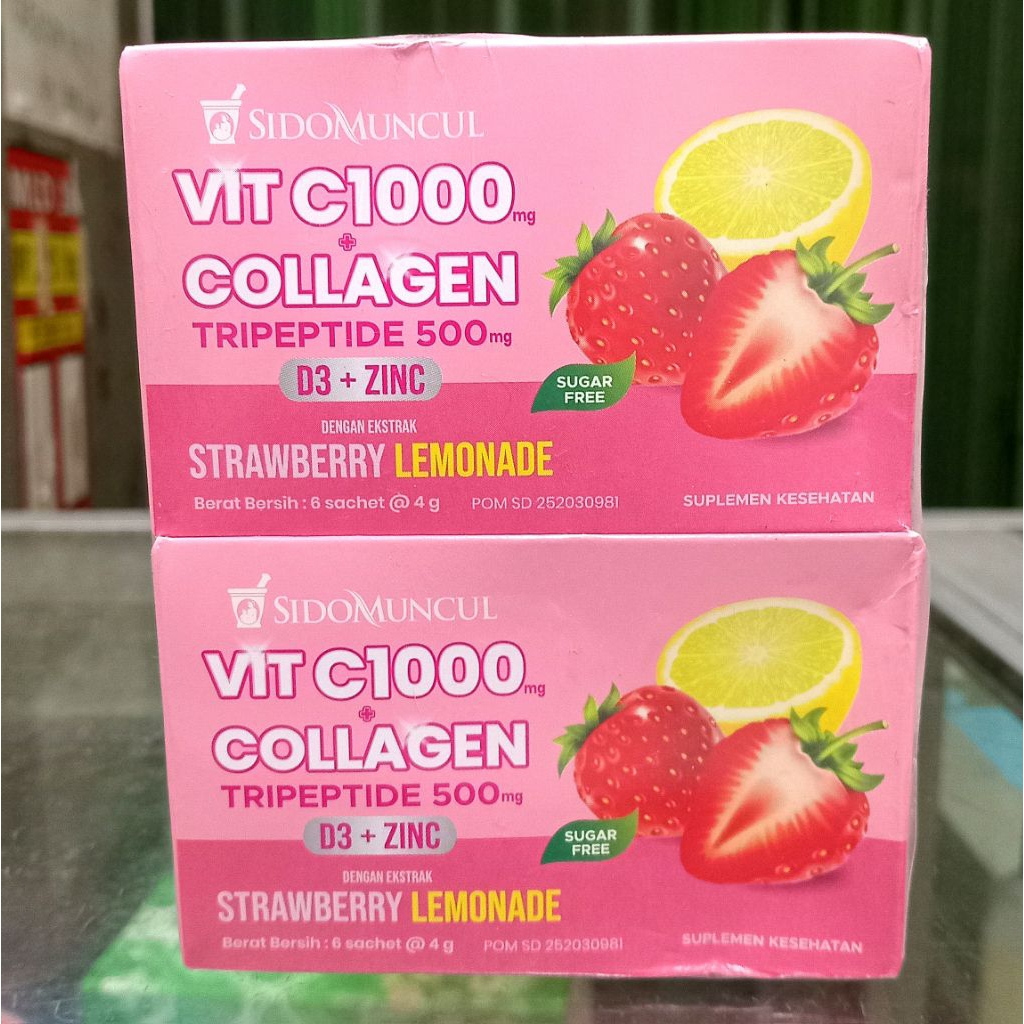 SIDOMUNCUL
VIT C1000mg
+
COLLAGEN
TRIPEPTIDE 500mg
D3 + ZINC
SUGAR
FREE
DENGAN EKSTRAK
STRAWBERRY LEMONADE
Berat Bersih : 6 sachet @ 4 g POM SD 252030981 SUPLEMEN KESEHATAN
SIDOMUNCUL
VIT C1000mg
+
COLLAGEN
TRIPEPTIDE 500mg
D3 + ZINC
SUGAR
FREE
DENGAN EKSTRAK
STRAWBERRY LEMONADE
Berat Bersih : 6 sachet @ 4 g POM SD 252030981 SUPLEMEN KESEHATAN